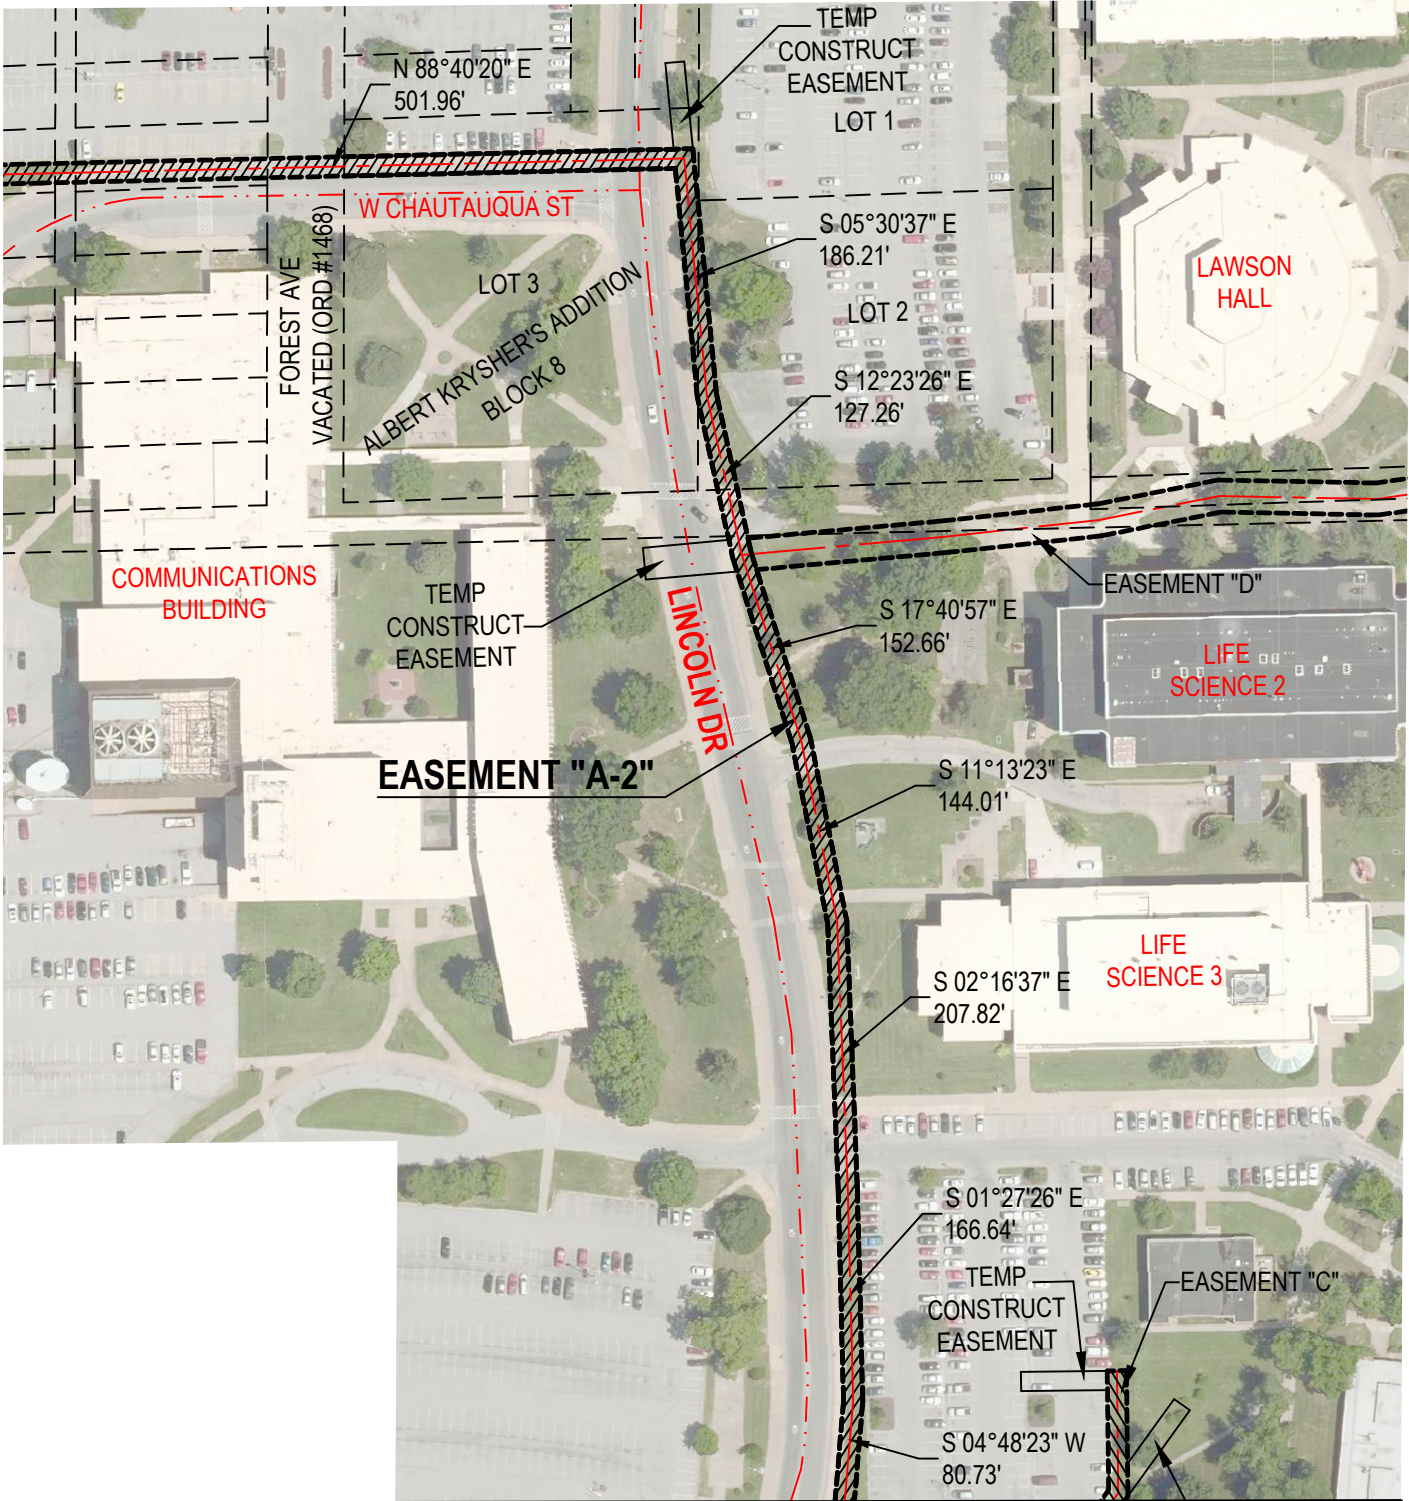 TEMP
CONSTRUCT
EASEMENT
LOT 1
N 88°40'20" E
501.96'
W CHAUTAUQUA ST
S 05°30'37" E
186.21'
LAWSON
HALL
FOREST AVE
VACATED (ORD #1468)
LOT 3
ALBERT KRYSHER'S ADDITION
BLOCK 8
LOT 2
S 12°23'26" E
127.26'
COMMUNICATIONS
BUILDING
TEMP
CONSTRUCT
EASEMENT
LINCOLN DR
EASEMENT "D"
S 17°40'57" E
152.66'
LIFE
SCIENCE 2
EASEMENT "A-2"
S 11°13'23" E
144.01'
LIFE
SCIENCE 3
S 02°16'37" E
207.82'
S 01°27'26" E
166.64'
TEMP
CONSTRUCT
EASEMENT
EASEMENT "C"
S 04°48'23" W
80.73'